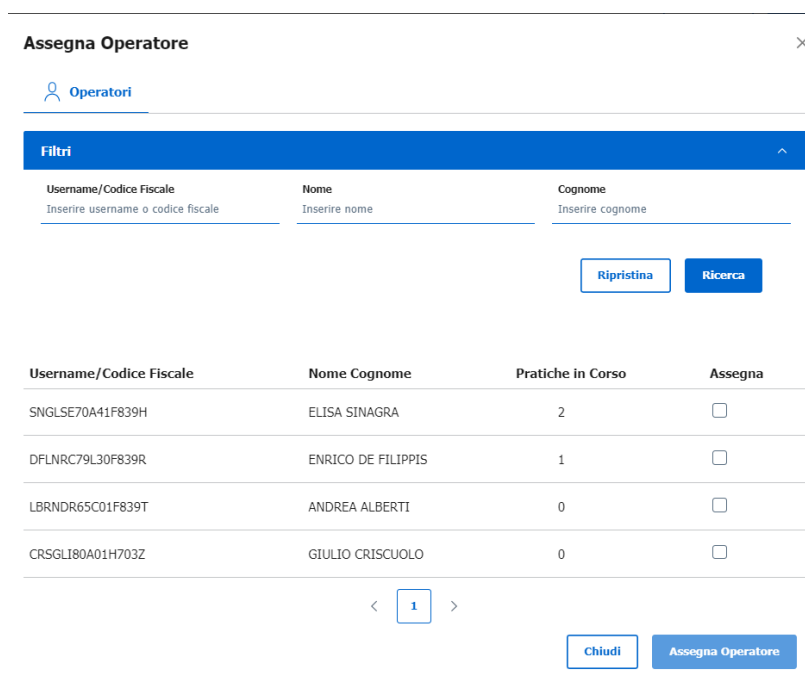 Assegna Operatore
Operatori
Filtri
Username/Codice Fiscale Nome Cognome
Inserire username o codice fiscale Inserire nome Inserire cognome
Ripristina Ricerca
Username/Codice Fiscale Nome Cognome Pratiche in Corso Assegna
SNGLSE70A41F839H ELISA SINAGRA 2
DFLNRC79L30F839R ENRICO DE FILIPPIS 1
LBRNDR65C01F839T ANDREA ALBERTI 0
CRSGLI80A01H703Z GIULIO CRISCUOLO 0
< 1 >
Chiudi Assegna Operatore